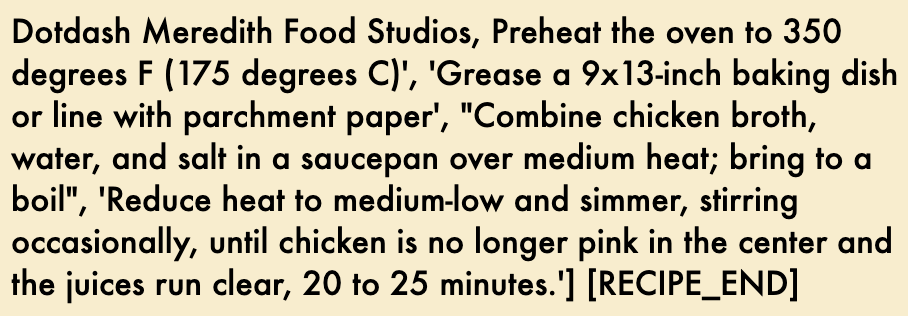 Dotdash Meredith Food Studios, Preheat the oven to 350
degrees F (175 degrees C)', 'Grease a 9x13-inch baking dish
or line with parchment paper', "Combine chicken broth,
water, and salt in a saucepan over medium heat; bring to a
boil", 'Reduce heat to medium-low and simmer, stirring
occasionally, until chicken is no longer pink in the center and
the juices run clear, 20 to 25 minutes.'] [RECIPE_END]